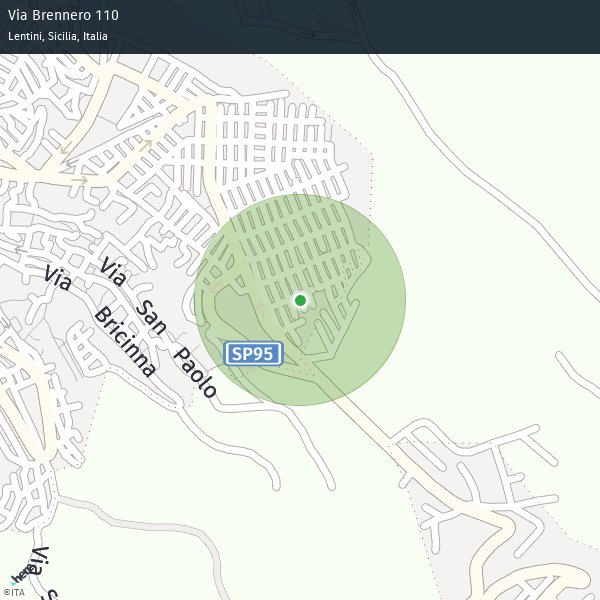 Via Brennero 110
Lentini, Sicilia, Italia
Via San Paolo
Via Bricinna
SP95
Via S
here
©ITA